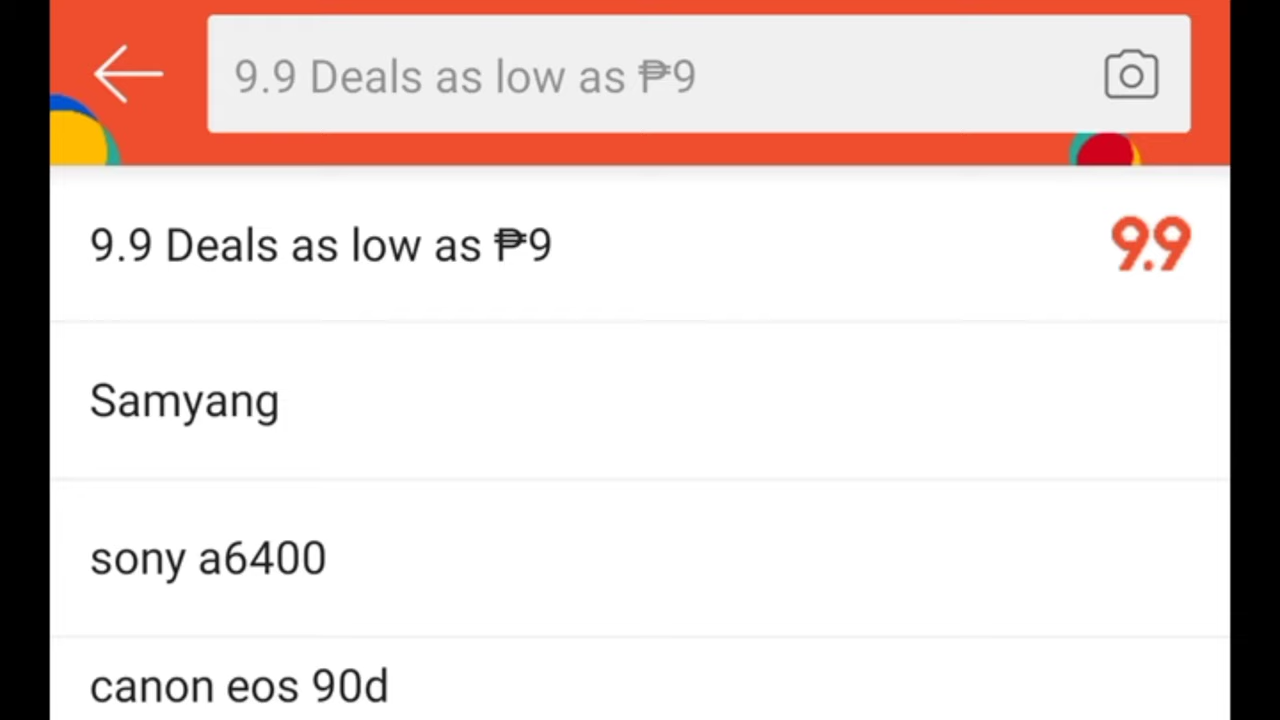 9.9 Deals as low as ₱9
9.9 Deals as low as ₱9
9.9
Samyang
sony a6400
canon eos 90d